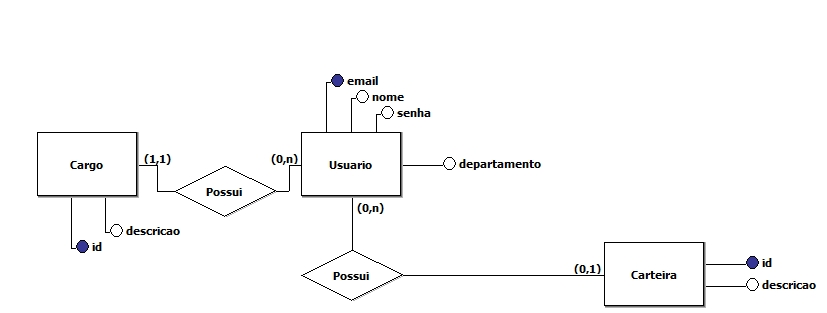 email
nome
senha
Cargo
(1,1)
Possui
(0,n)
Usuario
departamento
(0,n)
descricao
id
Possui
(0,1)
Carteira
id
descricao